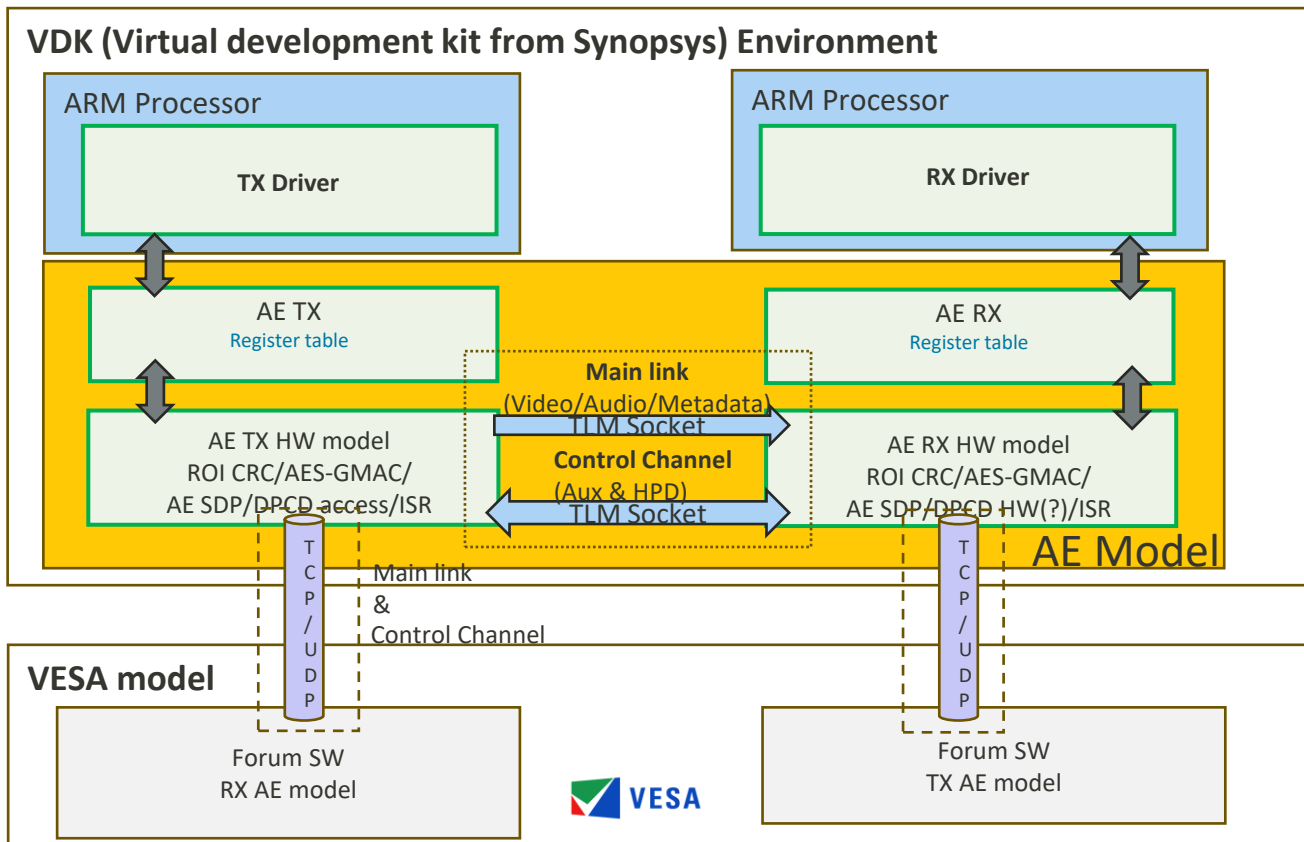 VDK (Virtual development kit from Synopsys) Environment
ARM Processor
TX Driver
ARM Processor
RX Driver
AE TX
Register table
AE RX
Register table
Main link
(Video/Audio/Metadata)
TLM Socket
Control Channel
(Aux & HPD)
TLM Socket
AE TX HW model
ROI CRC/AES-GMAC/
AE SDP/DPCD access/ISR
AE RX HW model
ROI CRC/AES-GMAC/
AE SDP/DPCD HW(?)/ISR
AE Model
TCP/UDP
Main link
&
Control Channel
TCP/UDP
VESA model
Forum SW
RX AE model
VESA
Forum SW
TX AE model